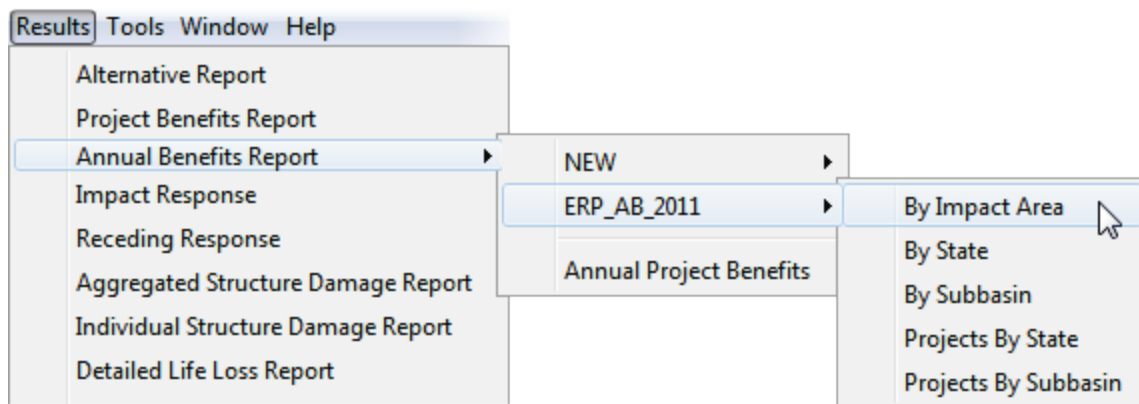 Results Tools Window Help
Alternative Report
Project Benefits Report
Annual Benefits Report
Impact Response
Receding Response
Aggregated Structure Damage Report
Individual Structure Damage Report
Detailed Life Loss Report
NEW
ERP_AB_2011
Annual Project Benefits
By Impact Area
By State
By Subbasin
Projects By State
Projects By Subbasin